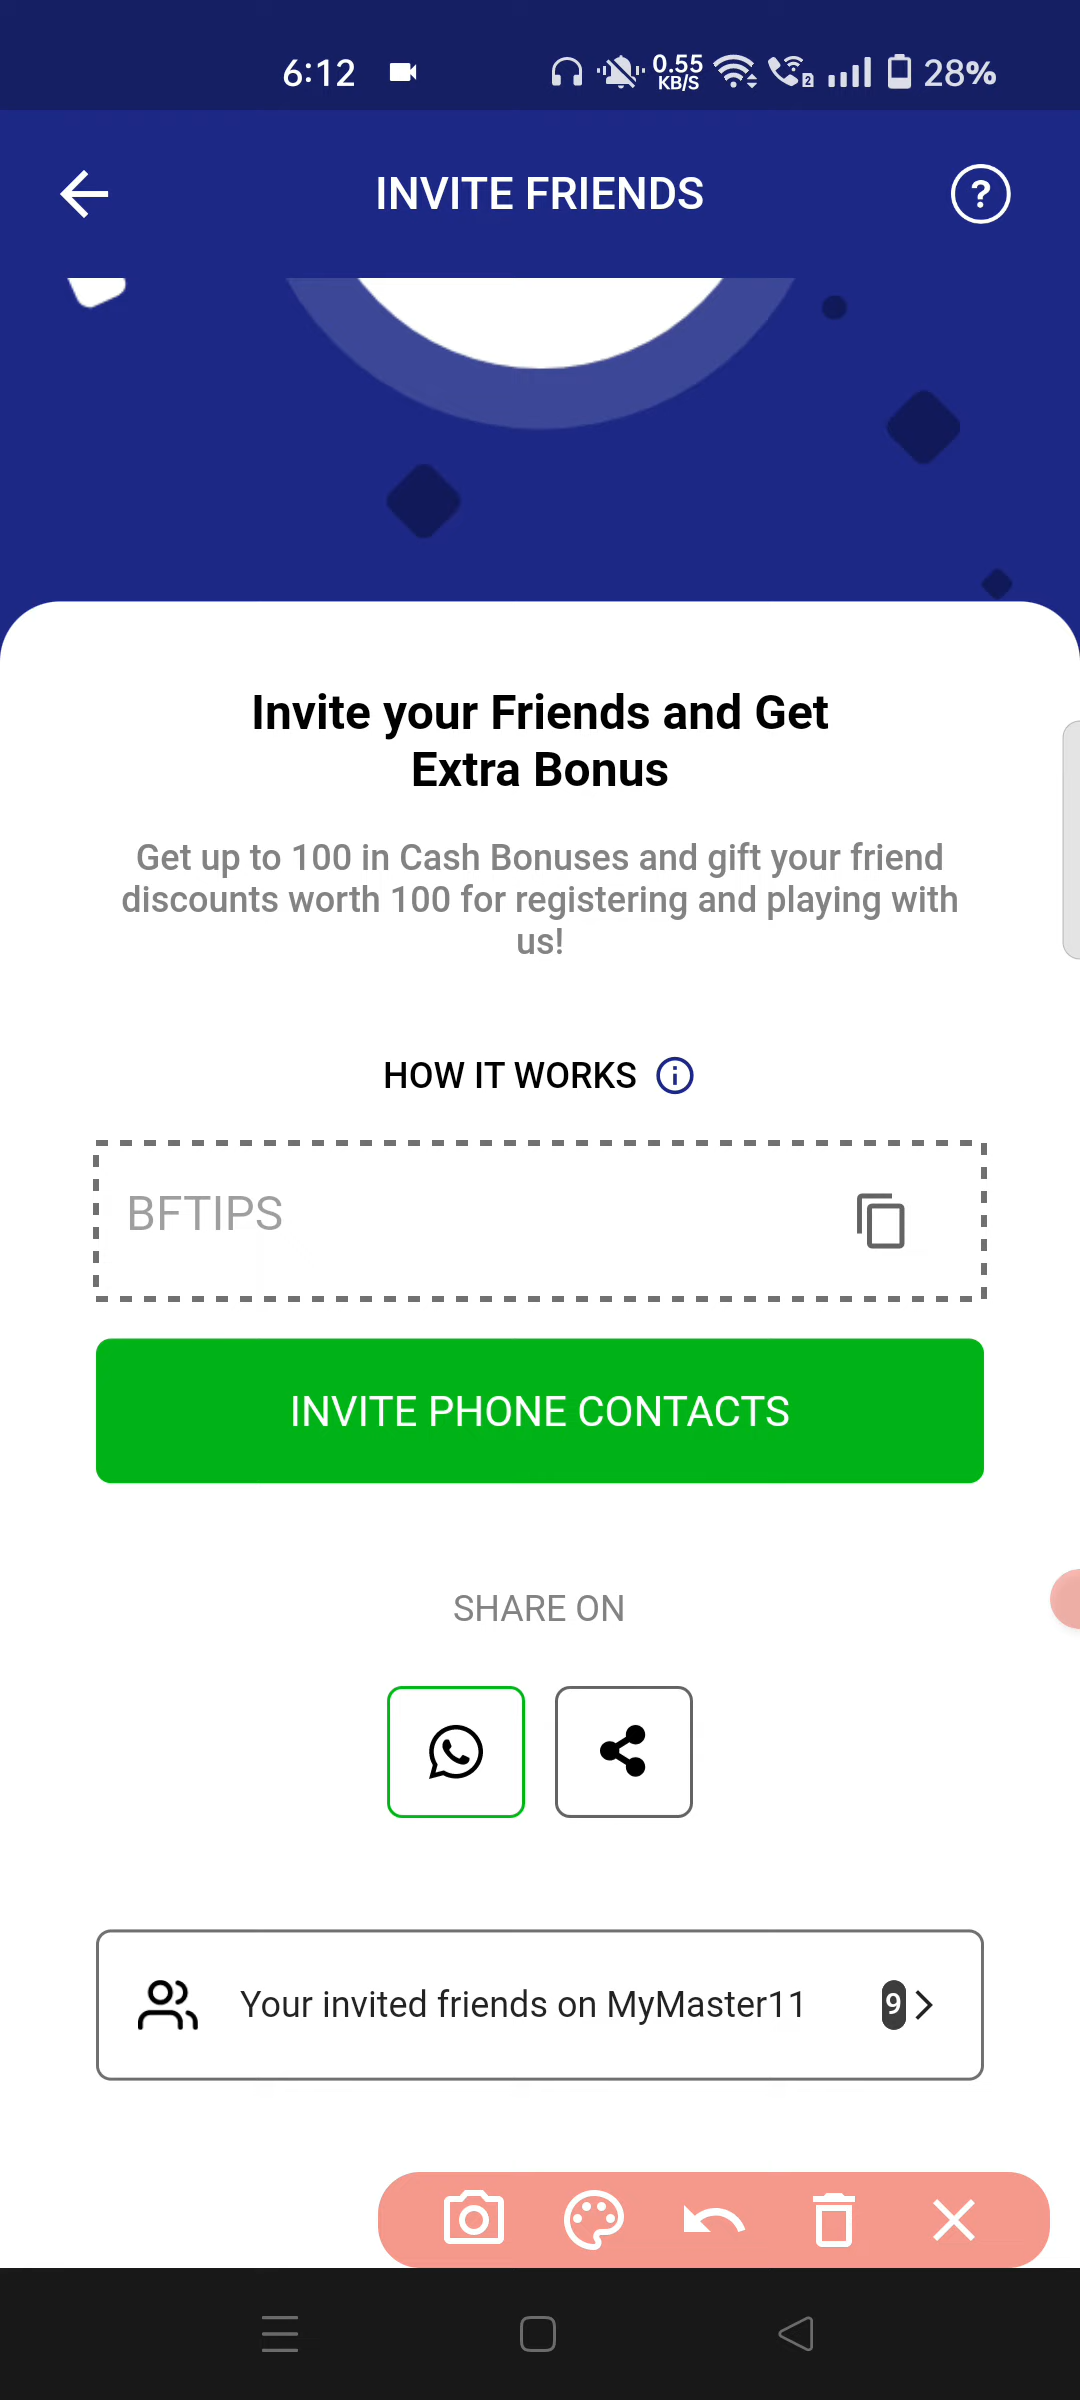 6:12
0.55
KB/S
2
28%
INVITE FRIENDS
?
Invite your Friends and Get
Extra Bonus
Get up to 100 in Cash Bonuses and gift your friend
discounts worth 100 for registering and playing with
us!
HOW IT WORKS
BFTIPS
INVITE PHONE CONTACTS
SHARE ON
Your invited friends on MyMaster11 9